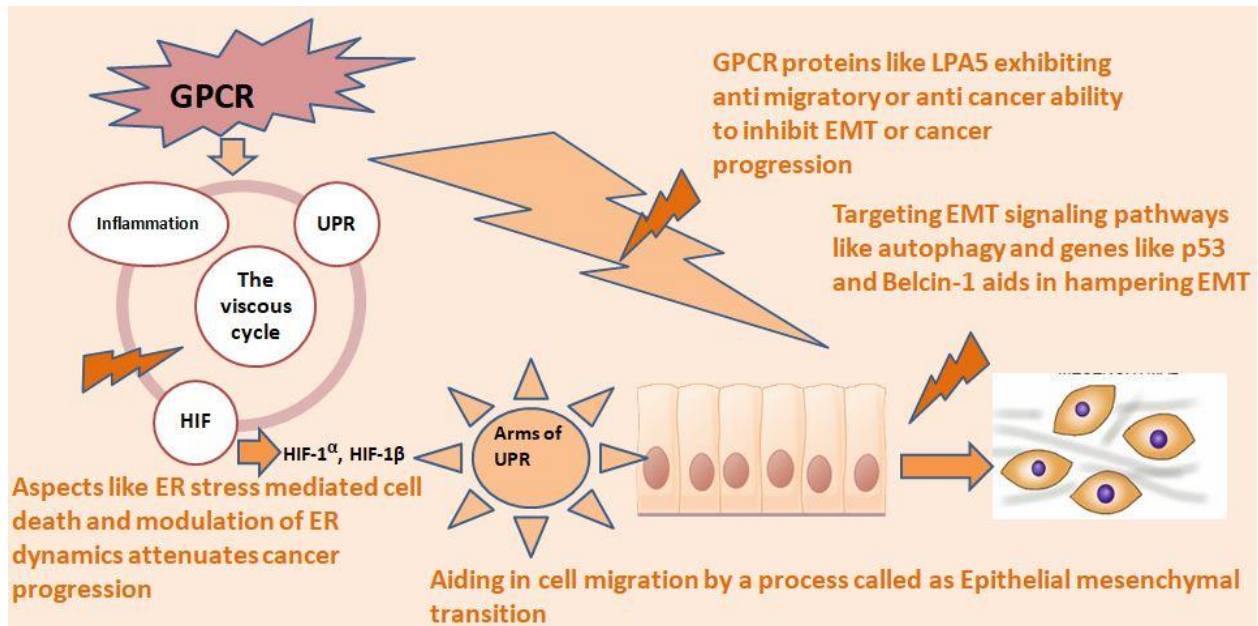 GPCR
Inflammation
UPR
The
viscous
cycle
HIF
HIF-1α, HIF-1β
Aspects like ER stress mediated cell
death and modulation of ER
dynamics attenuates cancer
progression
GPCR proteins like LPA5 exhibiting
anti migratory or anti cancer ability
to inhibit EMT or cancer
progression
Targeting EMT signaling pathways
like autophagy and genes like p53
and Belcin-1 aids in hampering EMT
Arms of
UPR
Aiding in cell migration by a process called as Epithelial mesenchymal
transition